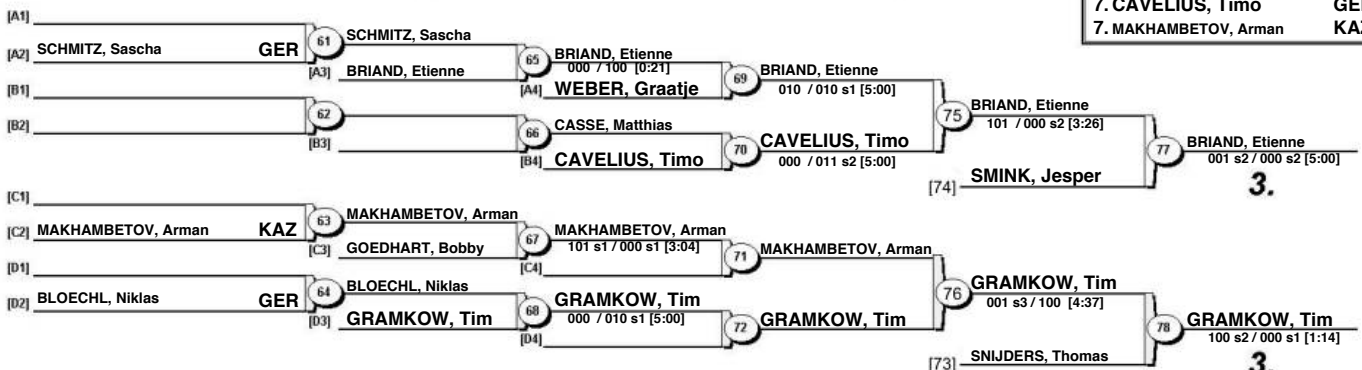 7. CAVELIUS, Timo GE
7. MAKHAMBETOV, Arman KAZ
[A1]
[A2] SCHMITZ, Sascha GER
61
SCHMITZ, Sascha
[A3] BRIAND, Etienne
65
BRIAND, Etienne
000 / 100 [0:21]
[A4] WEBER, Graatje
69
BRIAND, Etienne
010 / 010 s1 [5:00]
[B1]
[B2]
62
[B3]
66
CASSE, Matthias
[B4] CAVELIUS, Timo
70
CAVELIUS, Timo
000 / 011 s2 [5:00]
75
BRIAND, Etienne
101 / 000 s2 [3:26]
[74] SMINK, Jesper
77
BRIAND, Etienne
001 s2 / 000 s2 [5:00]
3.
[C1]
[C2] MAKHAMBETOV, Arman KAZ
63
MAKHAMBETOV, Arman
[C3] GOEDHART, Bobby
67
MAKHAMBETOV, Arman
101 s1 / 000 s1 [3:04]
[C4]
71
MAKHAMBETOV, Arman
[D1]
[D2] BLOECHL, Niklas GER
64
BLOECHL, Niklas
[D3] GRAMKOW, Tim
68
GRAMKOW, Tim
000 / 010 s1 [5:00]
[D4]
72
GRAMKOW, Tim
76
GRAMKOW, Tim
001 s3 / 100 [4:37]
[73] SNIJDERS, Thomas
78
GRAMKOW, Tim
100 s2 / 000 s1 [1:14]
3.